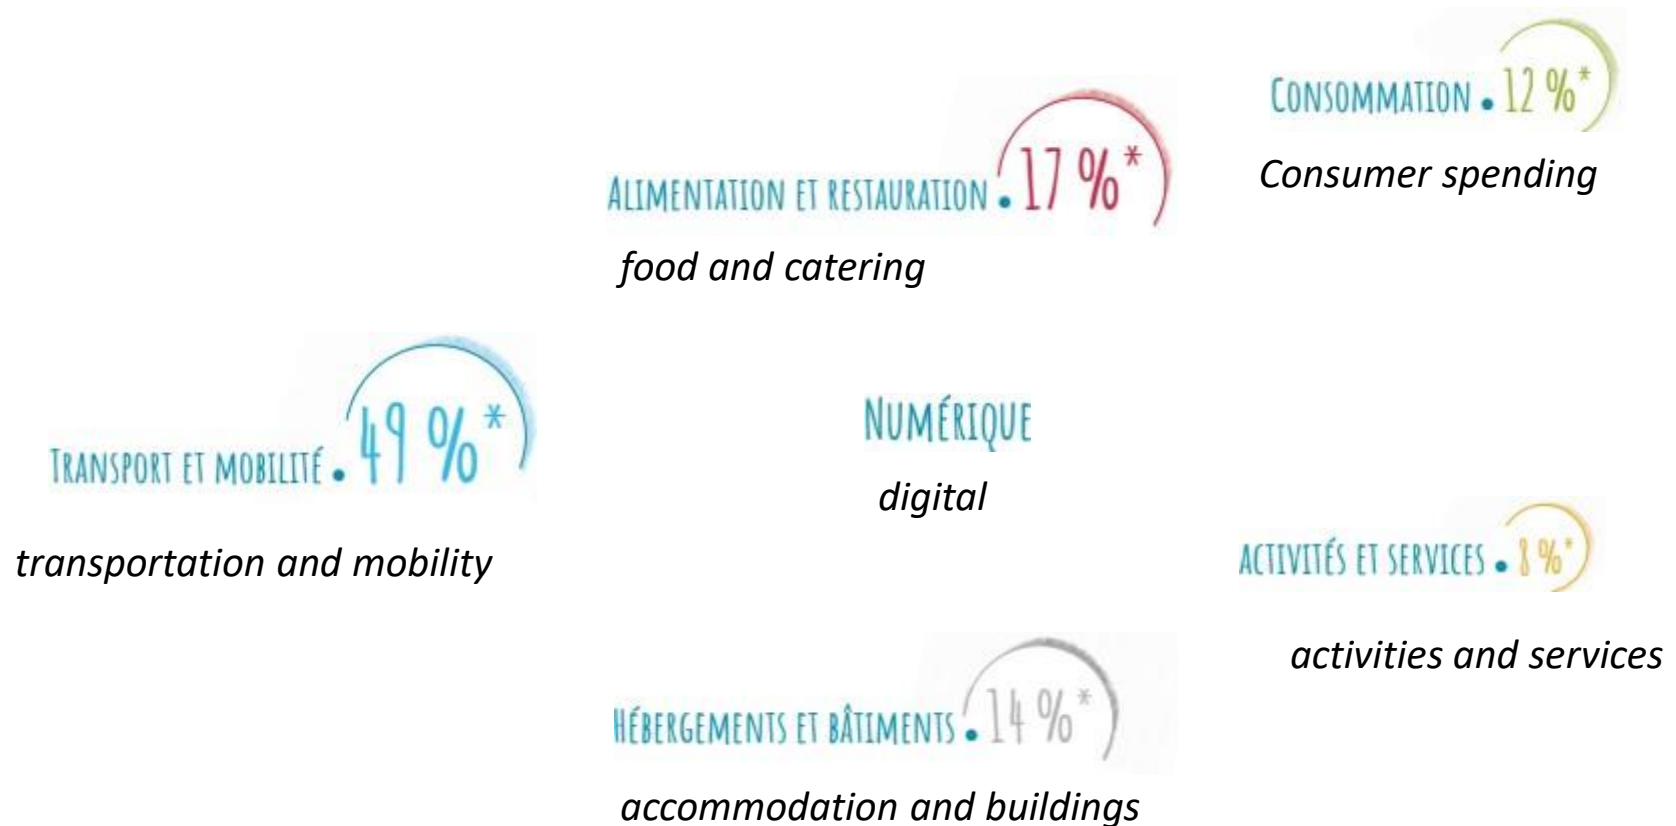 CONSOMMATION • 12 %*
Consumer spending
ALIMENTATION ET RESTAURATION • 17 %*
food and catering
TRANSPORT ET MOBILITÉ • 49 %*
transportation and mobility
NUMÉRIQUE
digital
ACTIVITÉS ET SERVICES • 8 %*
activities and services
HÉBERGEMENTS ET BÂTIMENTS • 14 %*
accommodation and buildings